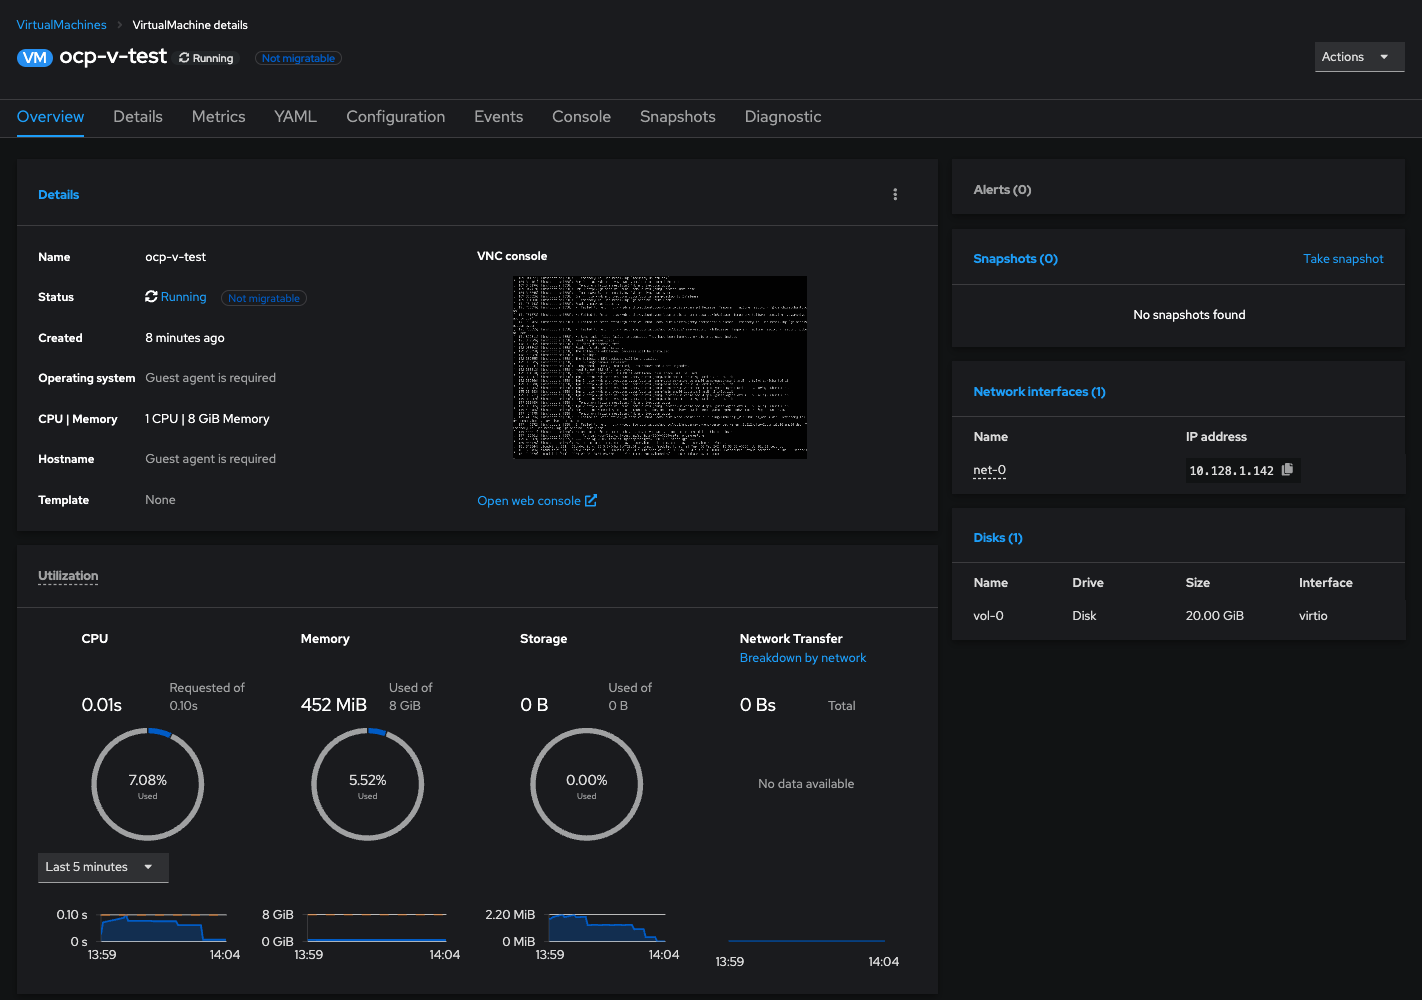 VirtualMachines > VirtualMachine details
VM ocp-v-test Running Not migratable
Actions
Overview Details Metrics YAML Configuration Events Console Snapshots Diagnostic
Details
Name ocp-v-test
Status Running Not migratable
Created 8 minutes ago
Operating system Guest agent is required
CPU | Memory 1 CPU | 8 GiB Memory
Hostname Guest agent is required
Template None
VNC console
Open web console
Utilization
CPU
0.01s
Requested of
0.10s
7.08%
Used
Memory
452 MiB
Used of
8 GiB
5.52%
Used
Storage
0 B
Used of
0 B
0.00%
Used
Network Transfer
Breakdown by network
0 Bs
Total
No data available
Last 5 minutes
0.10 s
0 s
13:59 14:04
8 GiB
0 GiB
13:59 14:04
2.20 MiB
0 MiB
13:59 14:04
13:59 14:04
Alerts (0)
Snapshots (0) Take snapshot
No snapshots found
Network interfaces (1)
Name IP address
net-0 10.128.1.142
Disks (1)
Name Drive Size Interface
vol-0 Disk 20.00 GiB virtio